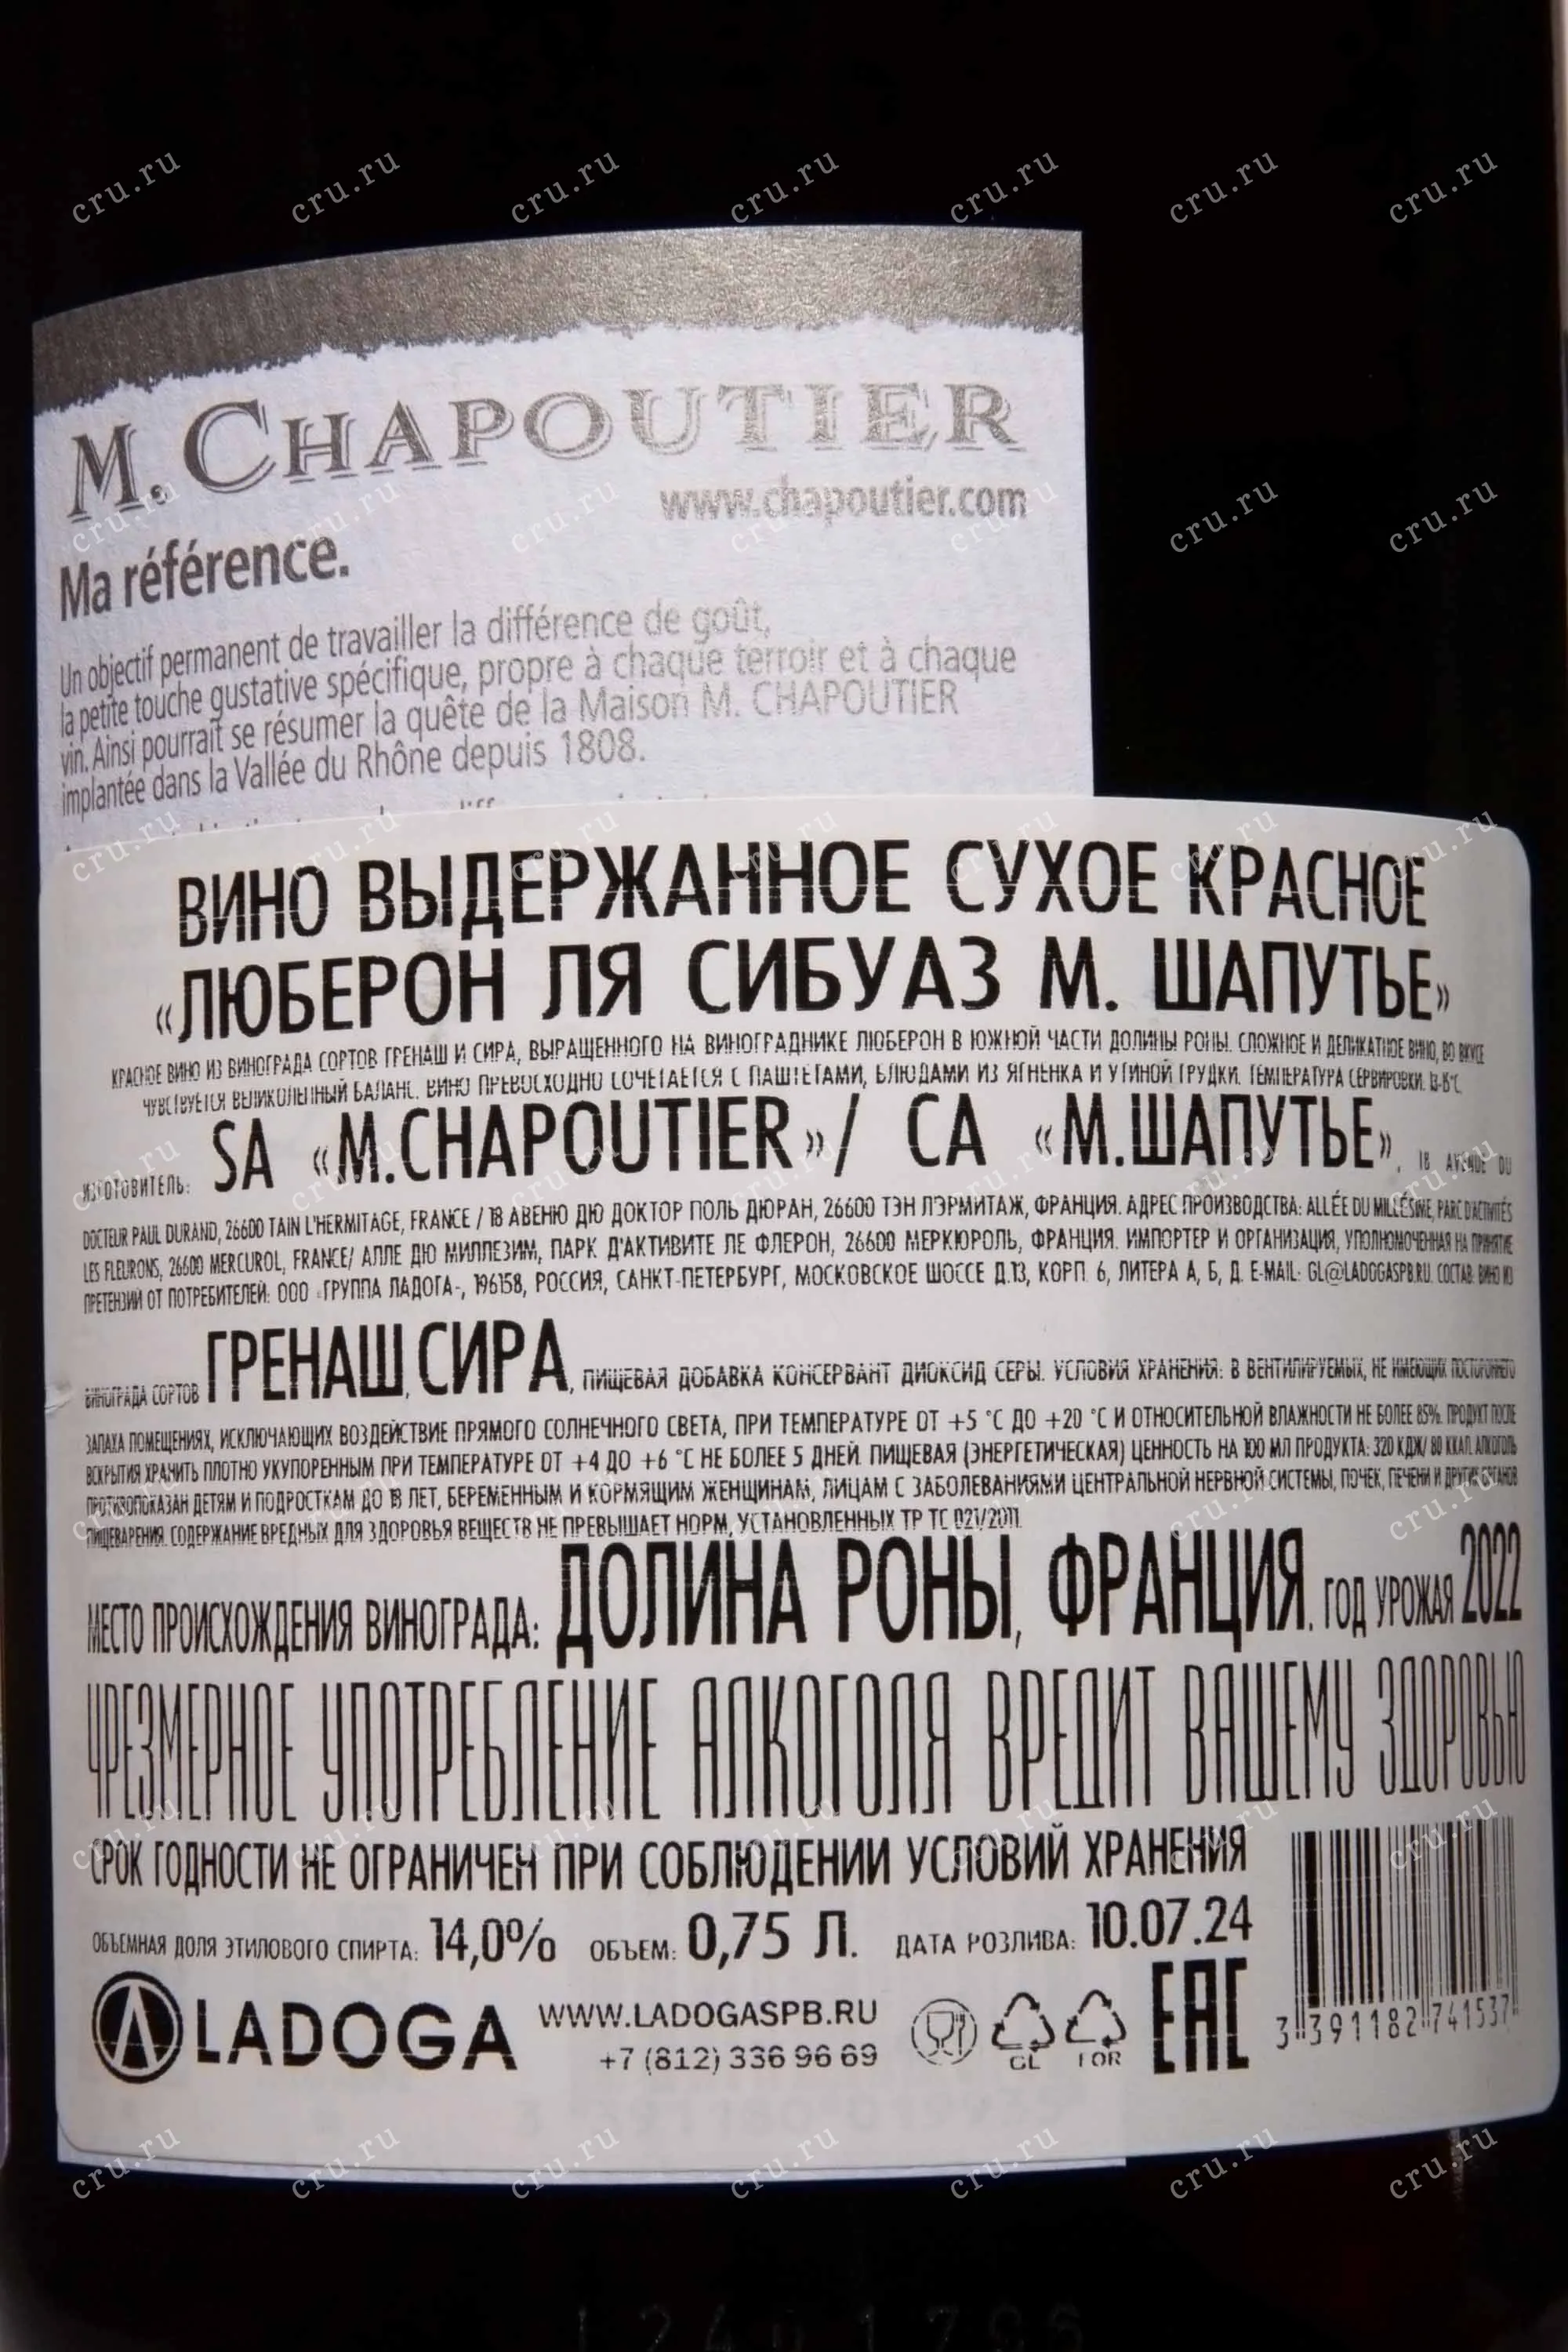 M. CHAPOUTIER
www.chapoutier.com
Ma référence.
Un objectif permanent de travailler la différence de goût,
la petite touche gustative spécifique, propre à chaque terroir et à chaque
vin. Ainsi pourrait se résumer la quête de la Maison M. CHAPOUTIER
implantée dans la Vallée du Rhône depuis 1808.
ВИНО ВЫДЕРЖАННОЕ СУХОЕ КРАСНОЕ
«ЛЮБЕРОН ЛЯ СИБУАЗ М. ШАПУТЬЕ»
КРАСНОЕ ВИНО ИЗ ВИНОГРАДА СОРТОВ ГРЕНАШ И СИРА, ВЫРАЩЕННОГО НА ВИНОГРАДНИКЕ ЛЮБЕРОН В ЮЖНОЙ ЧАСТИ ДОЛИНЫ РОНЫ. СЛОЖНОЕ И ДЕЛИКАТНОЕ ВИНО, ВО ВКУСЕ
ЧУВСТВУЕТСЯ ВЕЛИКОЛЕПНЫЙ БАЛАНС. ВИНО ПРЕВОСХОДНО СОЧЕТАЕТСЯ С ПАШТЕТАМИ, БЛЮДАМИ ИЗ ЯГНЕНКА И УТИНОЙ ГРУДКИ. ТЕМПЕРАТУРА СЕРВИРОВКИ:
ИЗГОТОВИТЕЛЬ: SA «M.CHAPOUTIER»/ СА «М.ШАПУТЬЕ», 18 AVENUE DU
DOCTEUR PAUL DURAND, 26600 TAIN L'HERMITAGE, FRANCE / 18 АВЕНЮ ДЮ ДОКТОР ПОЛЬ ДЮРАН, 26600 ТЭН ЛЭРМИТАЖ, ФРАНЦИЯ. АДРЕС ПРОИЗВОДСТВА: ALLÉE DU MILLÉSIME, PARC D'ACTIVITÉS
LES FLEURONS, 26600 MERCUROL, FRANCE/ АЛЛЕ ДЮ МИЛЛЕЗИМ, ПАРК Д'АКТИВИТЕ ЛЕ ФЛЕРОН, 26600 МЕРКЮРОЛЬ, ФРАНЦИЯ. ИМПОРТЕР И ОРГАНИЗАЦИЯ, УПОЛНОМОЧЕННАЯ НА ПРИНЯТИЕ
ПРЕТЕНЗИЙ ОТ ПОТРЕБИТЕЛЕЙ: ООО «ГРУППА ЛАДОГА», 196158, РОССИЯ, САНКТ-ПЕТЕРБУРГ, МОСКОВСКОЕ ШОССЕ Д.13, КОРП. 6, ЛИТЕРА А, Б, Д. E-MAIL: GL@LADOGASPB.RU. СОСТАВ: ВИНО ИЗ
ВИНОГРАДА СОРТОВ ГРЕНАШ, СИРА, ПИЩЕВАЯ ДОБАВКА КОНСЕРВАНТ ДИОКСИД СЕРЫ. УСЛОВИЯ ХРАНЕНИЯ: В ВЕНТИЛИРУЕМЫХ, НЕ ИМЕЮЩИХ ПОСТОРОННЕГО
ЗАПАХА ПОМЕЩЕНИЯХ, ИСКЛЮЧАЮЩИХ ВОЗДЕЙСТВИЕ ПРЯМОГО СОЛНЕЧНОГО СВЕТА, ПРИ ТЕМПЕРАТУРЕ ОТ +5 °С ДО +20 °С И ОТНОСИТЕЛЬНОЙ ВЛАЖНОСТИ НЕ БОЛЕЕ 85%. ПРОДУКТ ПОСЛЕ
ВСКРЫТИЯ ХРАНИТЬ ПЛОТНО УКУПОРЕННЫМ ПРИ ТЕМПЕРАТУРЕ ОТ +4 ДО +6 °С НЕ БОЛЕЕ 5 ДНЕЙ. ПИЩЕВАЯ (ЭНЕРГЕТИЧЕСКАЯ) ЦЕННОСТЬ НА 100 МЛ ПРОДУКТА: 320 КДЖ/ 80 ККАЛ. АЛКОГОЛЬ
ПРОТИВОПОКАЗАН ДЕТЯМ И ПОДРОСТКАМ ДО 18 ЛЕТ, БЕРЕМЕННЫМ И КОРМЯЩИМ ЖЕНЩИНАМ, ЛИЦАМ С ЗАБОЛЕВАНИЯМИ ЦЕНТРАЛЬНОЙ НЕРВНОЙ СИСТЕМЫ, ПОЧЕК, ПЕЧЕНИ И ДРУГИХ ОРГАНОВ
ПИЩЕВАРЕНИЯ. СОДЕРЖАНИЕ ВРЕДНЫХ ДЛЯ ЗДОРОВЬЯ ВЕЩЕСТВ НЕ ПРЕВЫШАЕТ НОРМ, УСТАНОВЛЕННЫХ ТР ТС 021/2011.
МЕСТО ПРОИСХОЖДЕНИЯ ВИНОГРАДА: ДОЛИНА РОНЫ, ФРАНЦИЯ. ГОД УРОЖАЯ 2022
ЧРЕЗМЕРНОЕ УПОТРЕБЛЕНИЕ АЛКОГОЛЯ ВРЕДИТ ВАШЕМУ ЗДОРОВЬЮ
СРОК ГОДНОСТИ НЕ ОГРАНИЧЕН ПРИ СОБЛЮДЕНИИ УСЛОВИЙ ХРАНЕНИЯ
ОБЪЕМНАЯ ДОЛЯ ЭТИЛОВОГО СПИРТА: 14,0% ОБЪЕМ: 0,75 Л. ДАТА РОЗЛИВА: 10.07.24
LADOGA WWW.LADOGASPB.RU
+7 (812) 336 96 69
GL FOR EAC
3 391182 741537
cru.ru